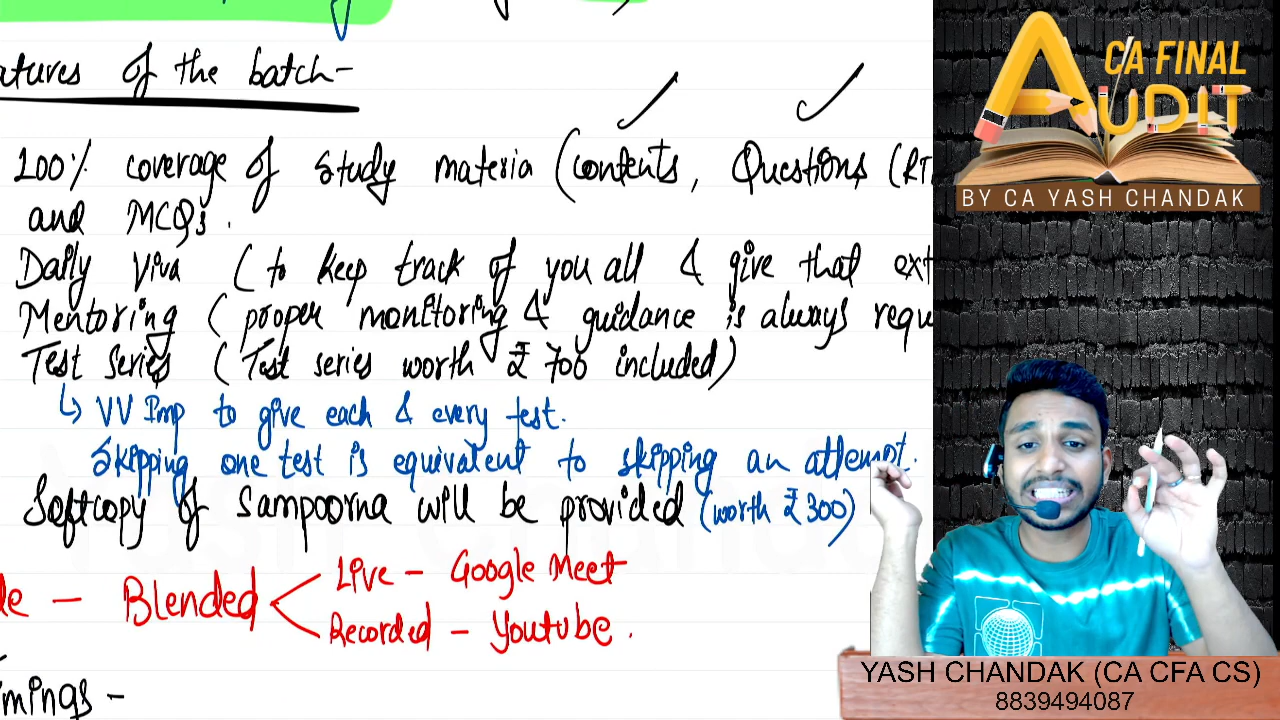 atures of the batch-
100% coverage of Study materia (contents, Questions (RT
and MCQs.
Daily Viva (to keep track of you all & give that ext
Mentoring (proper monitoring & guidance is always requ
Test Series (Test series worth ₹ 700 included)
↳ VV Imp to give each & every test.
Skipping one test is equivalent to skipping an attempt.
Softcopy of Sampoorna will be provided (worth ₹ 300)
de - Blended < Live - Google Meet
Recorded - Youtube.
imings -
CA FINAL
AUDIT
BY CA YASH CHANDAK
YASH CHANDAK (CA CFA CS)
8839494087